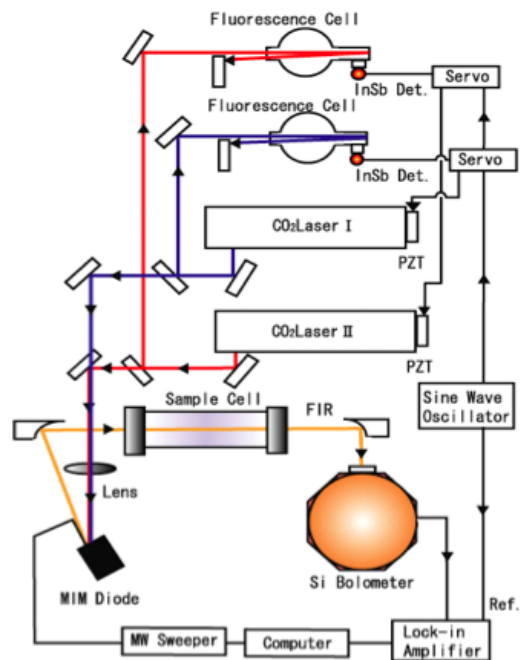 Fluorescence Cell
InSb Det.
Servo
Fluorescence Cell
InSb Det.
Servo
CO₂Laser I
PZT
CO₂Laser II
PZT
Sample Cell
FIR
Sine Wave
Oscillator
Lens
MIM Diode
Si Bolometer
Ref.
MW Sweeper
Computer
Lock-in
Amplifier